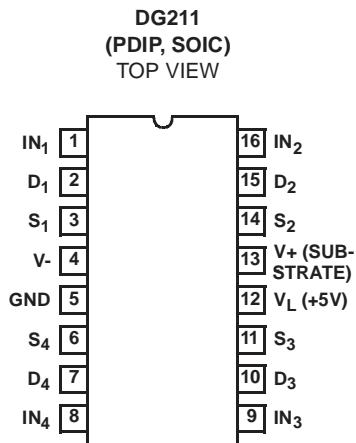 DG211
(PDIP, SOIC)
TOP VIEW
IN1 1 16 IN2
D1 2 15 D2
S1 3 14 S2
V- 4 13 V+ (SUB-
STRATE)
GND 5 12 VL (+5V)
S4 6 11 S3
D4 7 10 D3
IN4 8 9 IN3